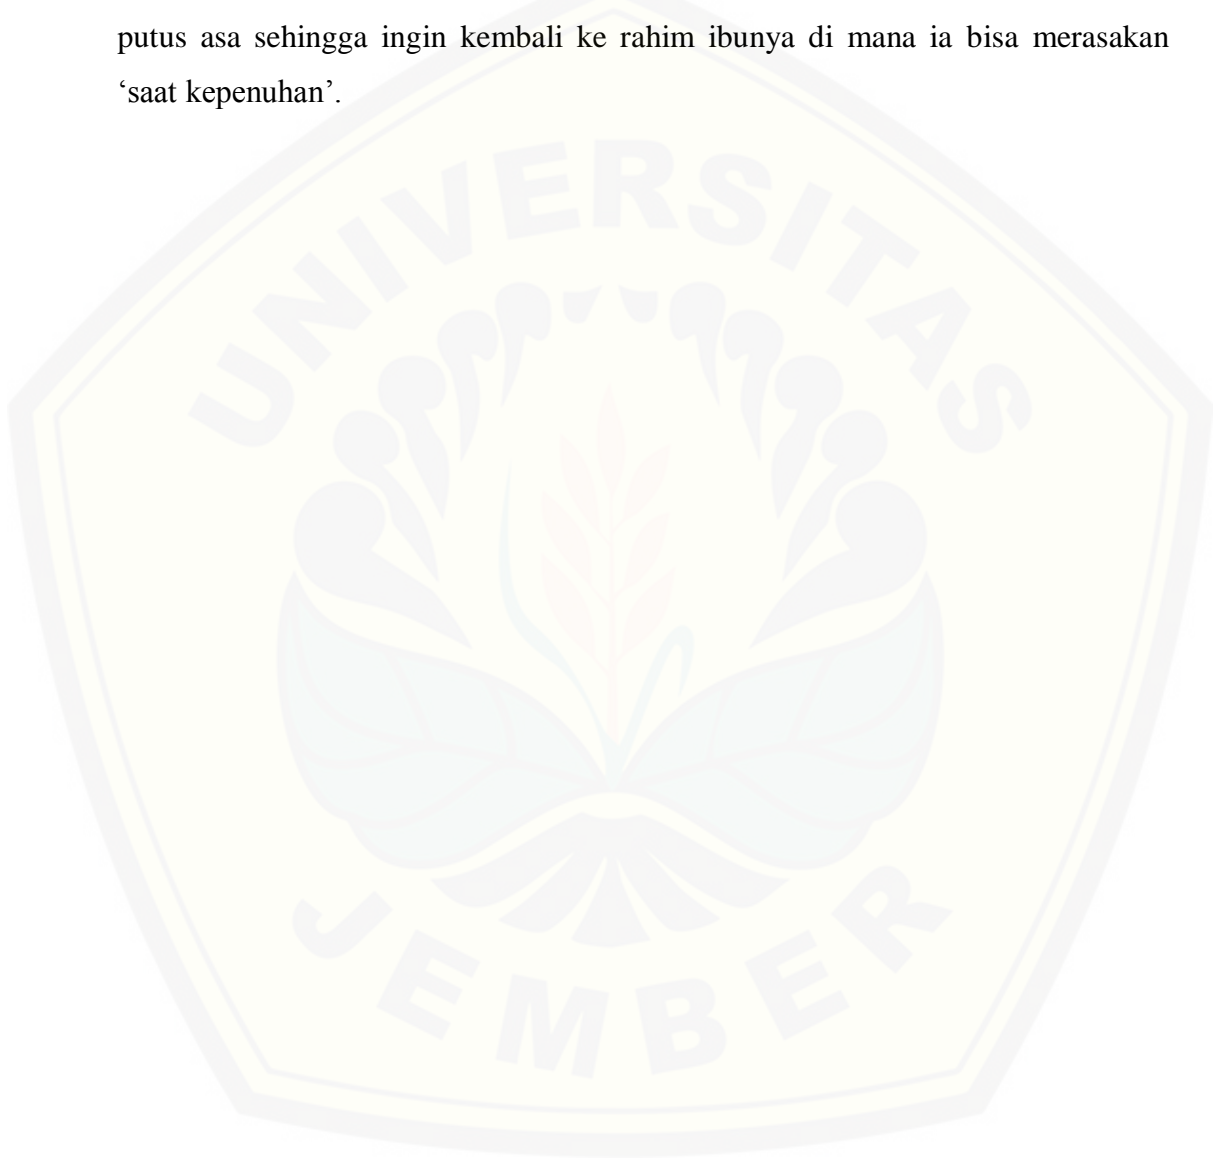 putus asa sehingga ingin kembali ke rahim ibunya di mana ia bisa merasakan
‘saat kepenuhan’.
UNIVERSITAS
JEMBER